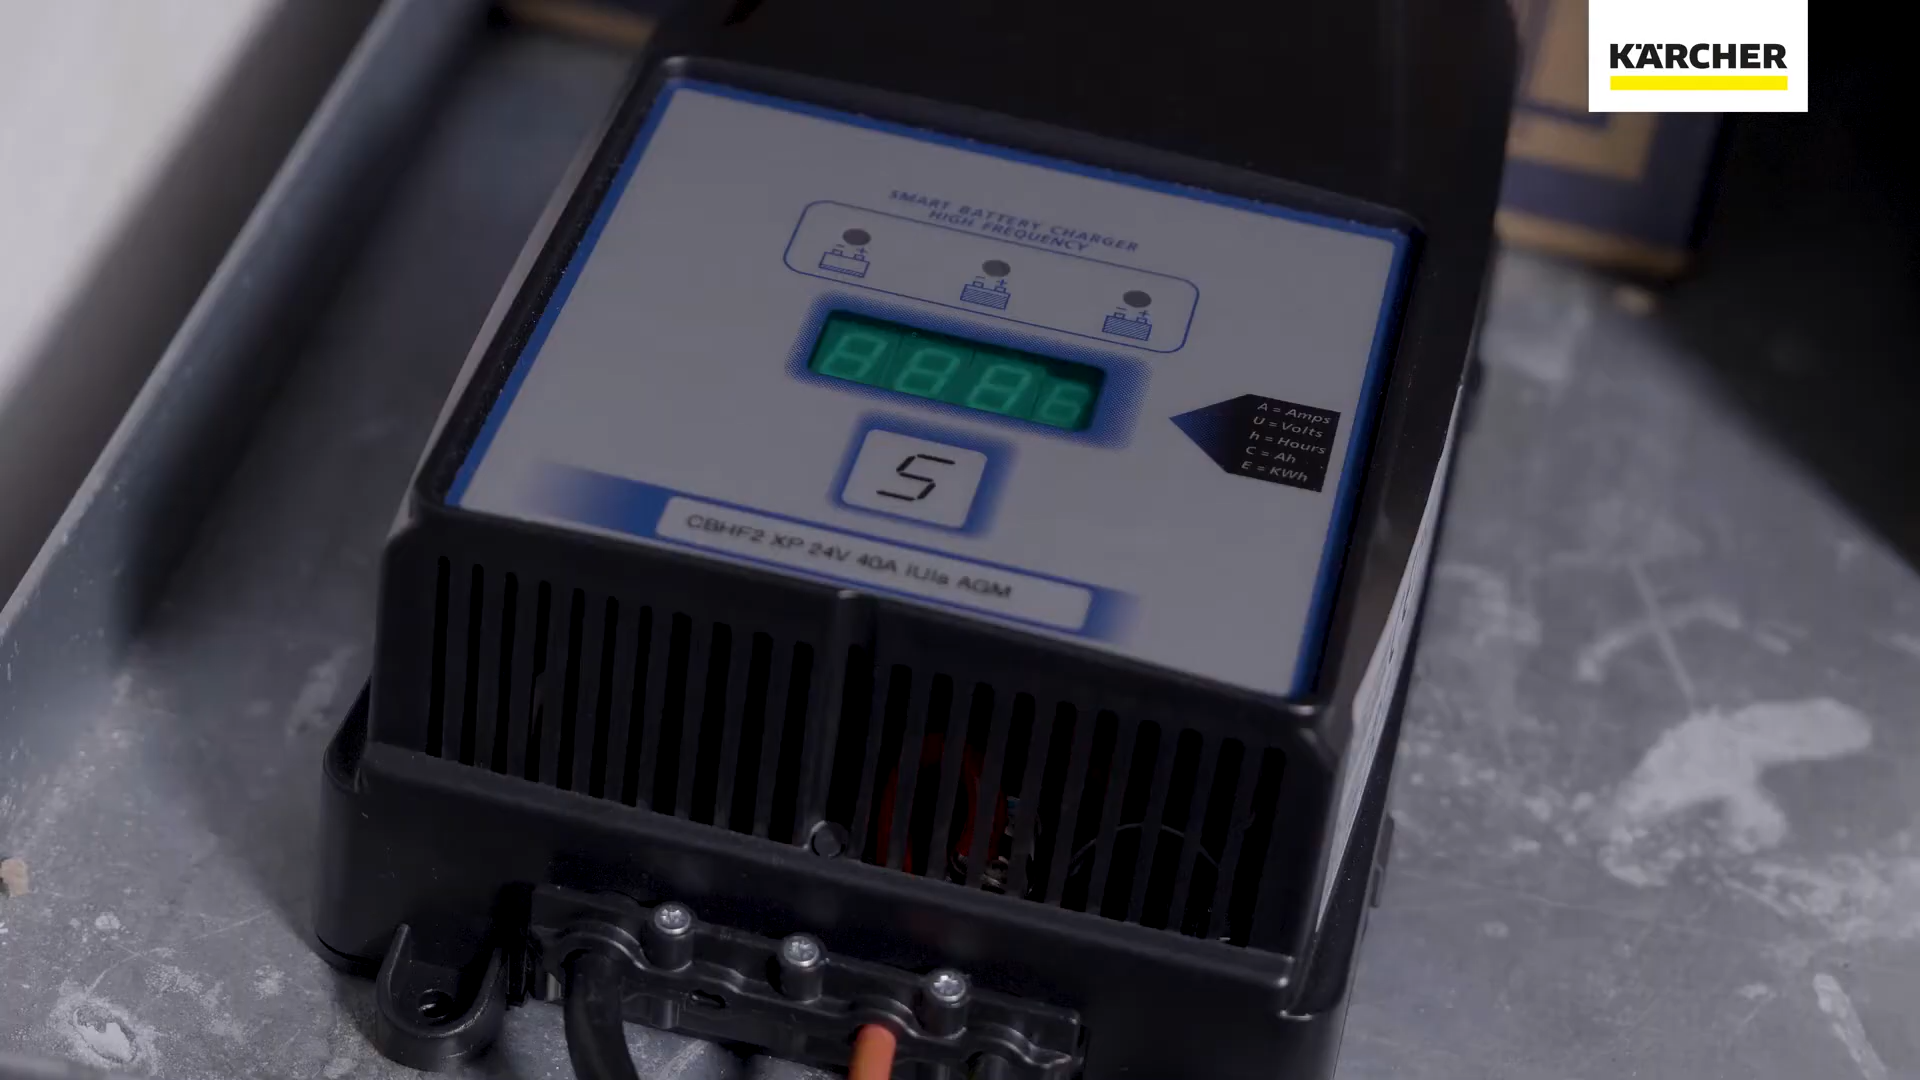 KÄRCHER
SMART BATTERY CHARGER
HIGH FREQUENCY
A = Amps
U = Volts
h = Hours
C = Ah
E = KWh
S
CBHF2 XP 24V 40A IUIa AGM